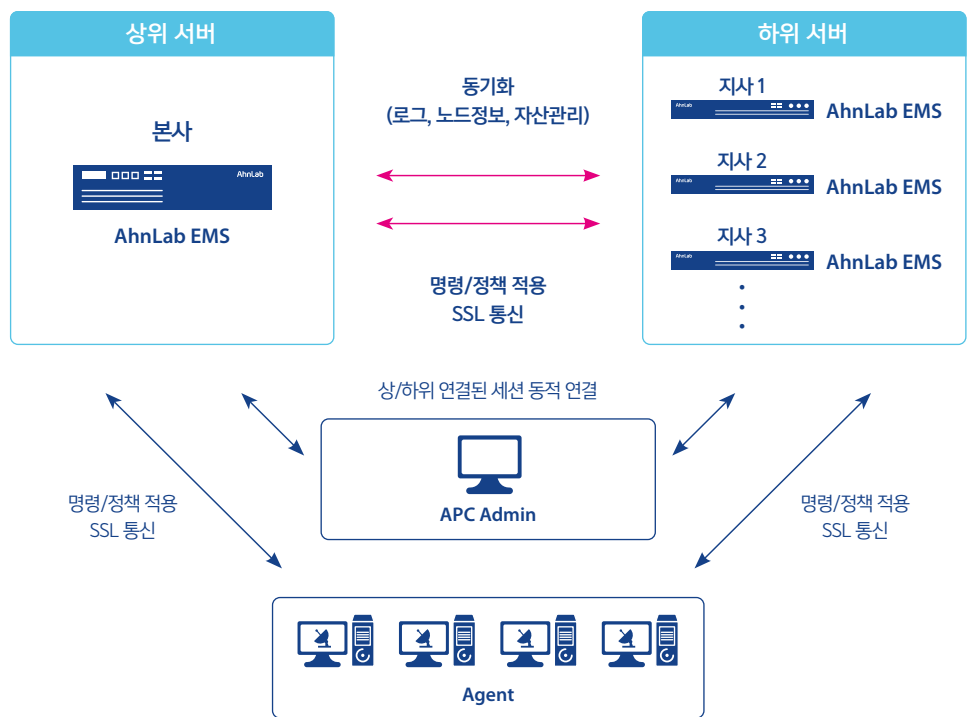 상위 서버
본사
AhnLab
AhnLab EMS
동기화
(로그, 노드정보, 자산관리)
명령/정책 적용
SSL 통신
하위 서버
지사 1
AhnLab
AhnLab EMS
지사 2
AhnLab
AhnLab EMS
지사 3
AhnLab
AhnLab EMS
상/하위 연결된 세션 동적 연결
APC Admin
명령/정책 적용
SSL 통신
명령/정책 적용
SSL 통신
Agent